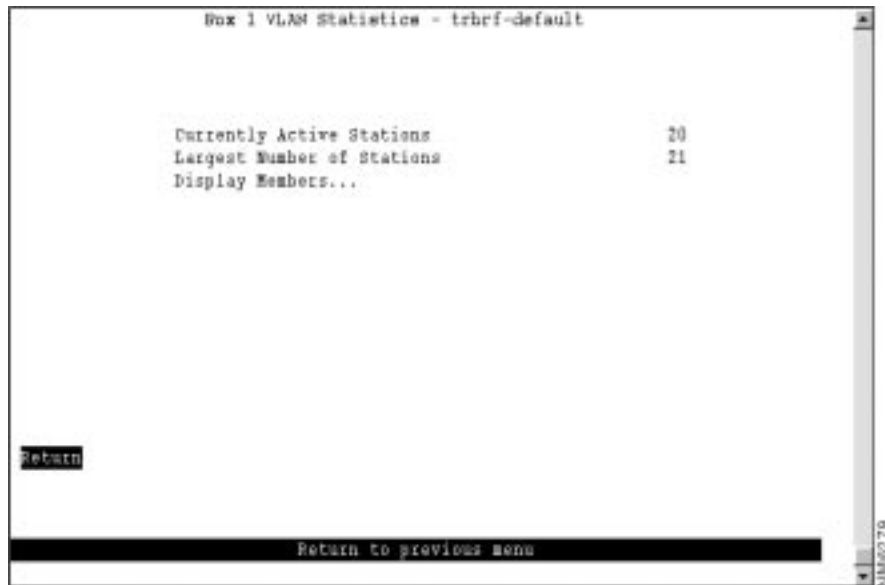 Box 1 VLAN Statistics - trbrf-default
Currently Active Stations 20
Largest Number of Stations 21
Display Members...
Return
Return to previous menu